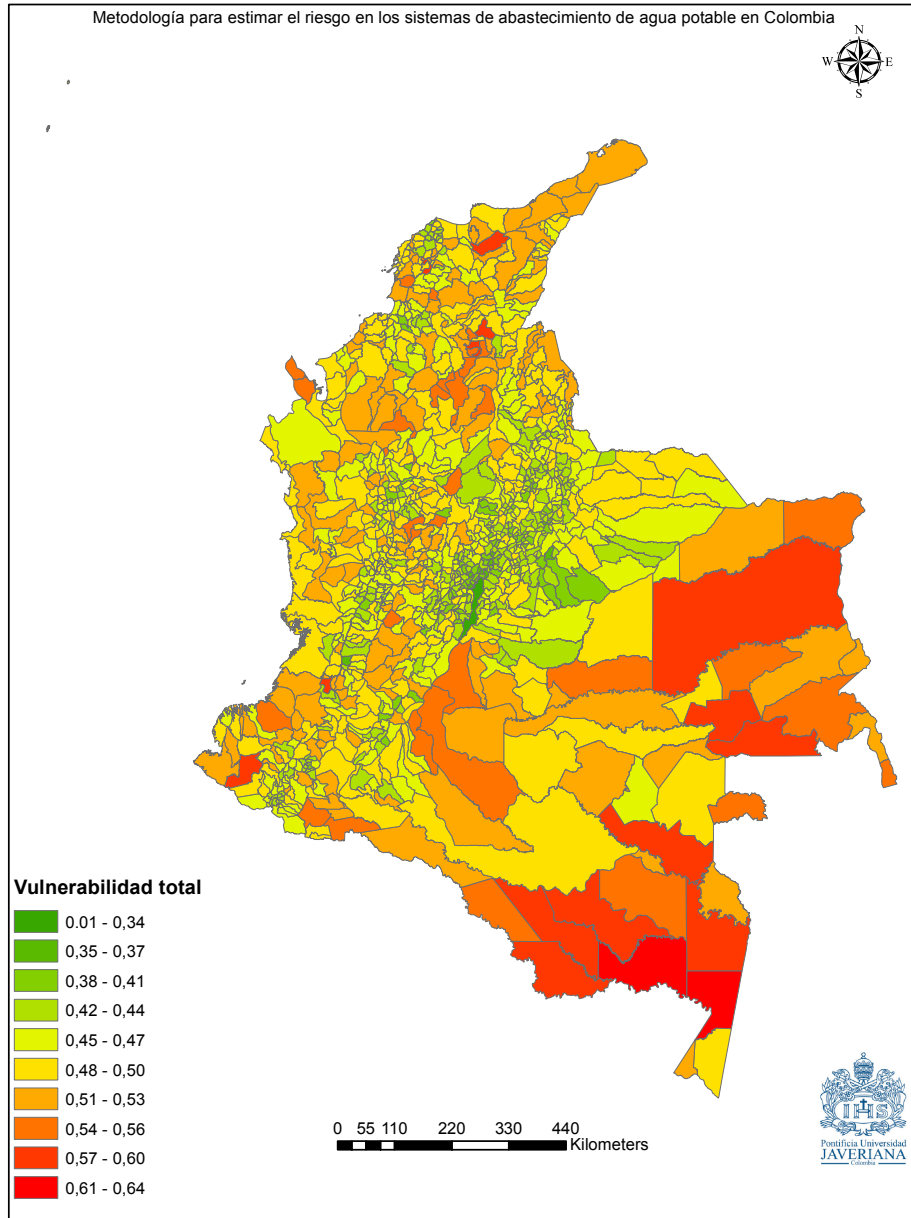 Metodología para estimar el riesgo en los sistemas de abastecimiento de agua potable en Colombia
N
W E
S
Vulnerabilidad total
0.01 - 0,34
0,35 - 0,37
0,38 - 0,41
0,42 - 0,44
0,45 - 0,47
0,48 - 0,50
0,51 - 0,53
0,54 - 0,56
0,57 - 0,60
0,61 - 0,64
0 55 110 220 330 440
Kilometers
IHS
Pontificia Universidad
JAVERIANA
Colombia